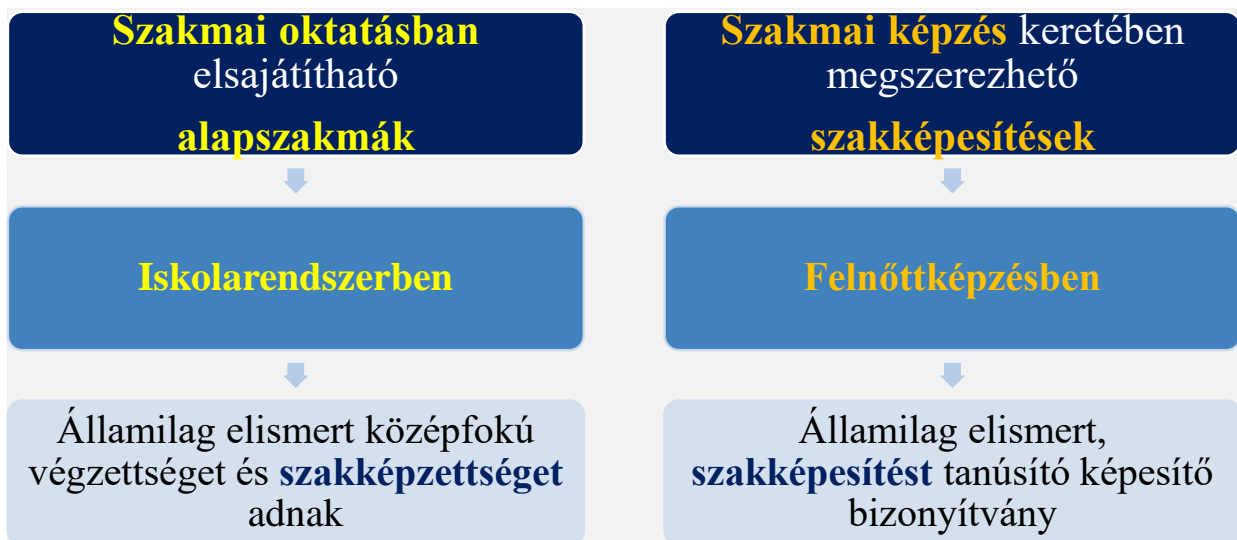 Szakmai oktatásban
elsajátítható
alapszakmák
Iskolarendszerben
Államilag elismert középfokú
végzettséget és szakképzettséget
adnak
Szakmai képzés keretében
megszerezhető
szakképesítések
Felnőttképzésben
Államilag elismert,
szakképesítést tanúsító képesítő
bizonyítvány